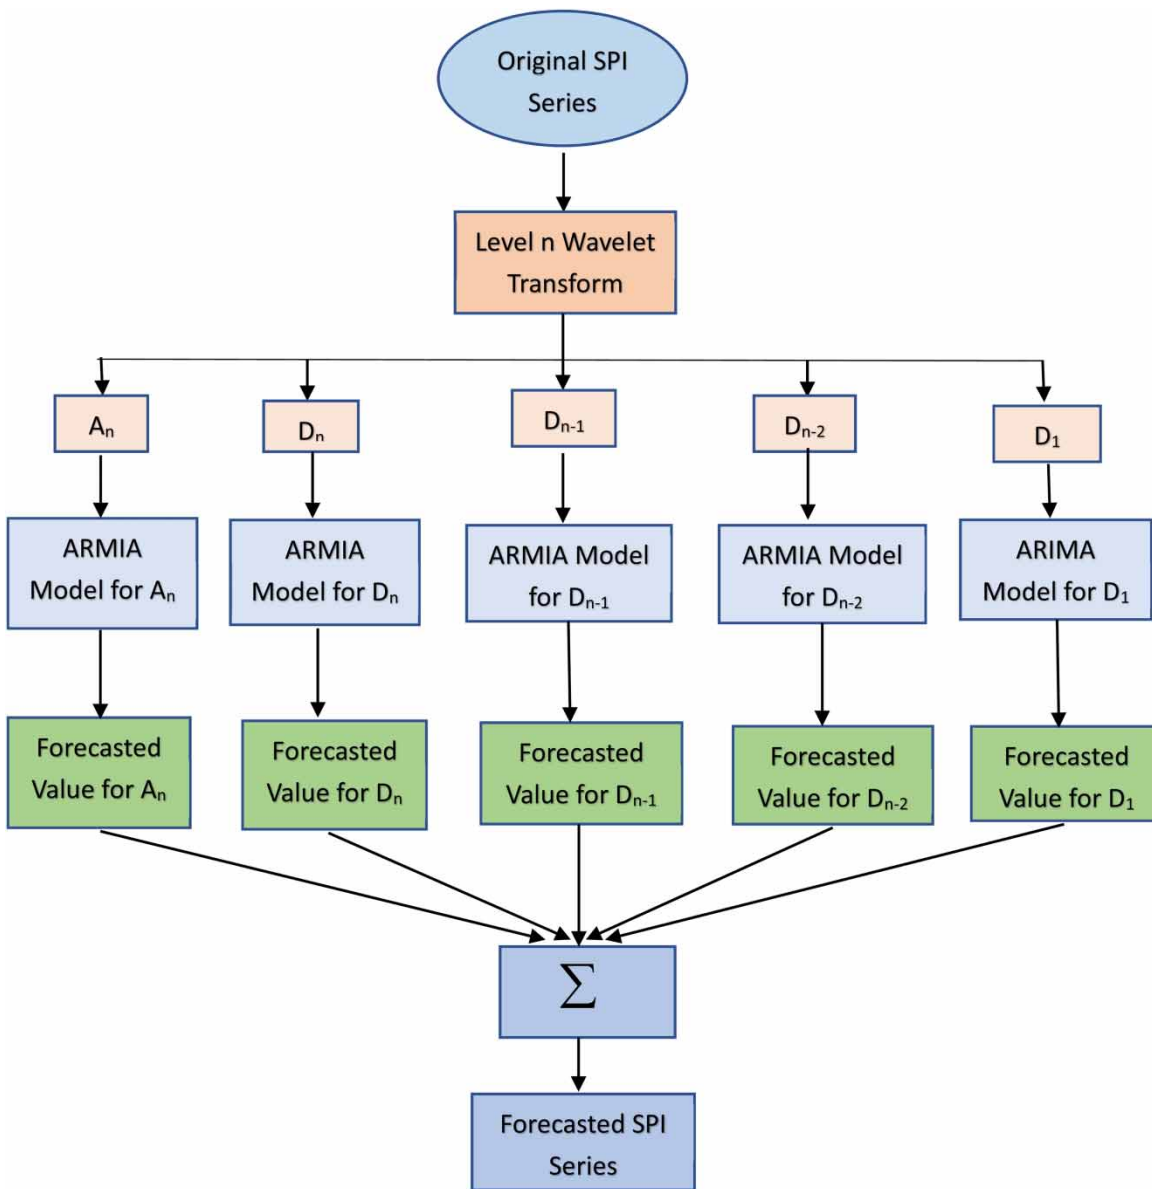 Original SPI
Series
Level n Wavelet
Transform
Aₙ
Dₙ
Dₙ₋₁
Dₙ₋₂
D₁
ARMIA
Model for Aₙ
ARMIA
Model for Dₙ
ARMIA Model
for Dₙ₋₁
ARMIA Model
for Dₙ₋₂
ARIMA
Model for D₁
Forecasted
Value for Aₙ
Forecasted
Value for Dₙ
Forecasted
Value for Dₙ₋₁
Forecasted
Value for Dₙ₋₂
Forecasted
Value for D₁
∑
Forecasted SPI
Series